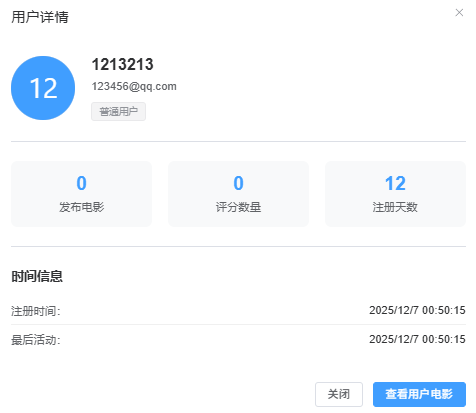 用户详情
12
1213213
123456@qq.com
普通用户
0
0
12
发布电影
评分数量
注册天数
时间信息
注册时间： 2025/12/7 00:50:15
最后活动： 2025/12/7 00:50:15
关闭 查看用户电影